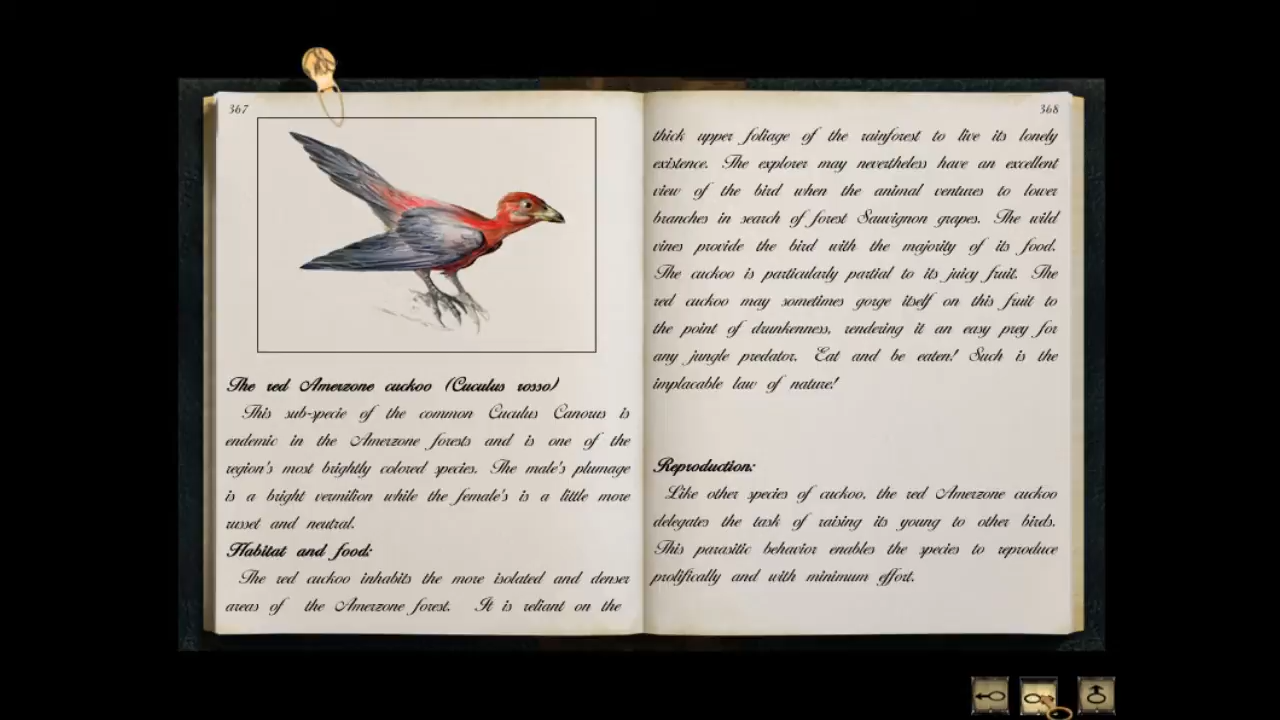 367
The red Amerzone cuckoo (Cuculus rosso)
This sub-specie of the common Cuculus Canorus is
endemic in the Amerzone forests and is one of the
region's most brightly colored species. The male's plumage
is a bright vermilion while the female's is a little more
russet and neutral.
Habitat and food:
The red cuckoo inhabits the more isolated and denser
areas of the Amerzone forest. It is reliant on the
368
thick upper foliage of the rainforest to live its lonely
existence. The explorer may nevertheless have an excellent
view of the bird when the animal ventures to lower
branches in search of forest Sauvignon grapes. The wild
vines provide the bird with the majority of its food.
The cuckoo is particularly partial to its juicy fruit. The
red cuckoo may sometimes gorge itself on this fruit to
the point of drunkenness, rendering it an easy prey for
any jungle predator. Eat and be eaten! Such is the
implacable law of nature!
Reproduction:
Like other species of cuckoo, the red Amerzone cuckoo
delegates the task of raising its young to other birds.
This parasitic behavior enables the species to reproduce
prolifically and with minimum effort.